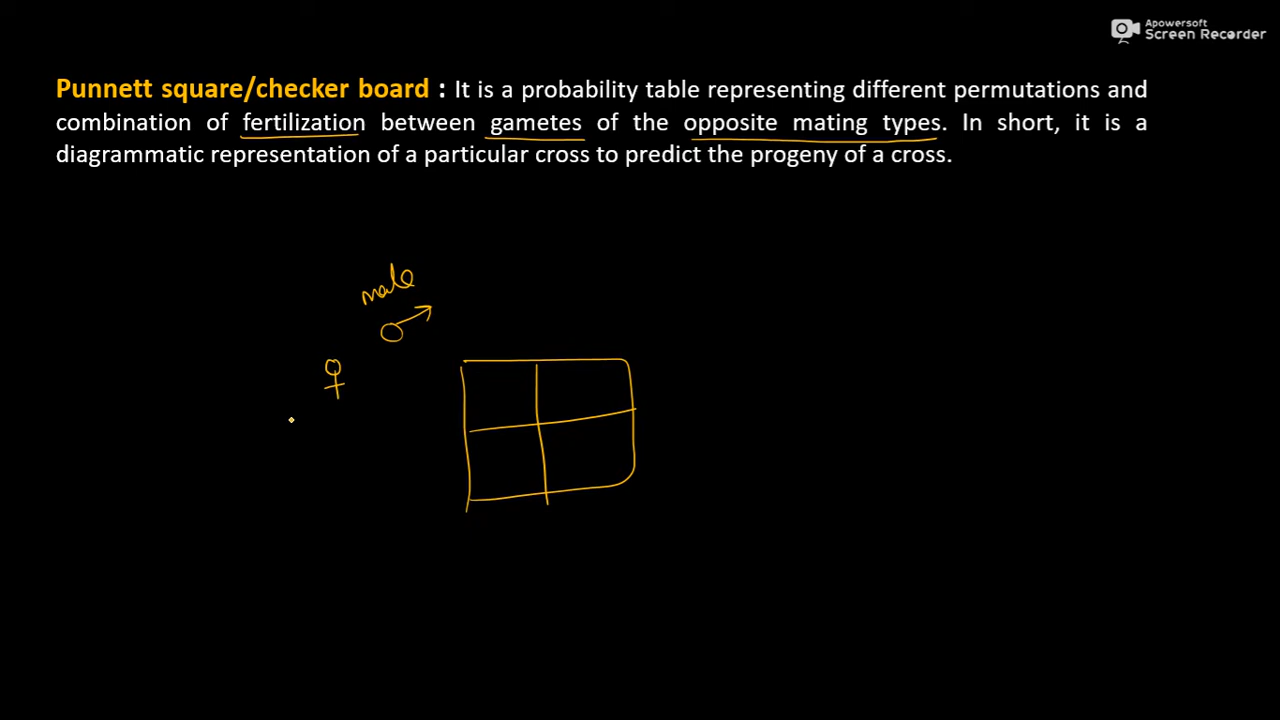 Apowersoft
Screen Recorder
Punnett square/checker board : It is a probability table representing different permutations and
combination of fertilization between gametes of the opposite mating types. In short, it is a
diagrammatic representation of a particular cross to predict the progeny of a cross.
male